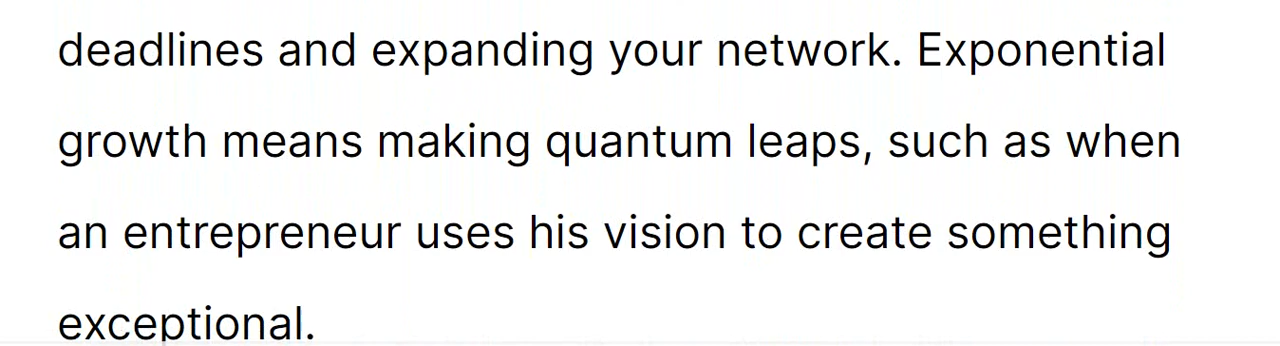 deadlines and expanding your network. Exponential
growth means making quantum leaps, such as when
an entrepreneur uses his vision to create something
exceptional.